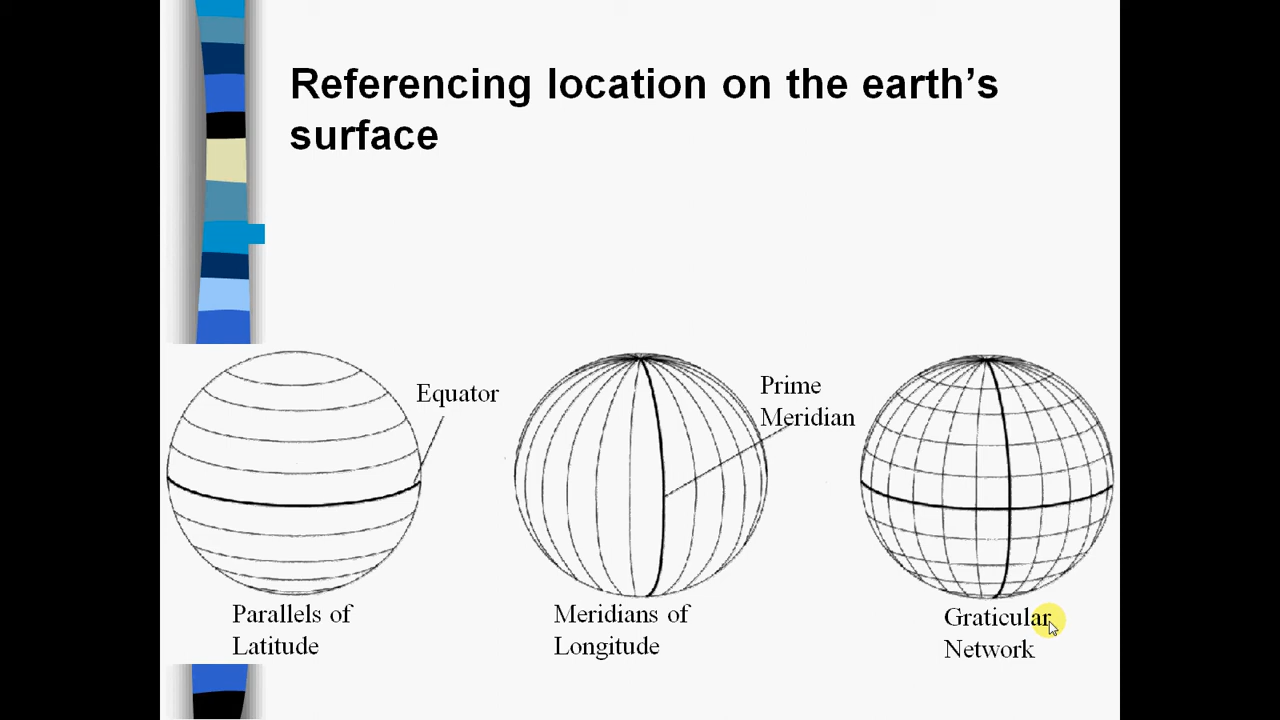 Referencing location on the earth’s
surface
Equator
Prime
Meridian
Parallels of
Latitude
Meridians of
Longitude
Graticular
Network